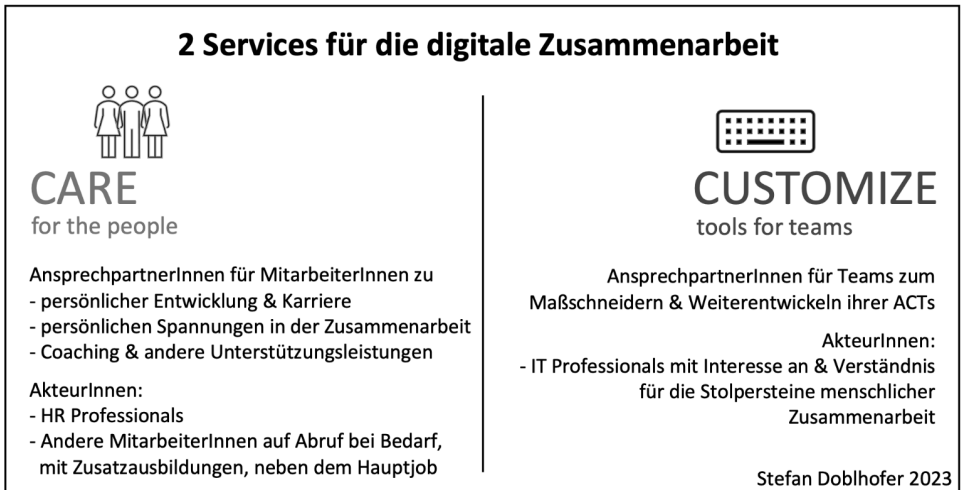 2 Services für die digitale Zusammenarbeit
CARE
for the people
AnsprechpartnerInnen für MitarbeiterInnen zu
- persönlicher Entwicklung & Karriere
- persönlichen Spannungen in der Zusammenarbeit
- Coaching & andere Unterstützungsleistungen
AkteurInnen:
- HR Professionals
- Andere MitarbeiterInnen auf Abruf bei Bedarf,
mit Zusatzausbildungen, neben dem Hauptjob
CUSTOMIZE
tools for teams
AnsprechpartnerInnen für Teams zum
Maßschneidern & Weiterentwickeln ihrer ACTs
AkteurInnen:
- IT Professionals mit Interesse an & Verständnis
für die Stolpersteine menschlicher
Zusammenarbeit
Stefan Doblhofer 2023